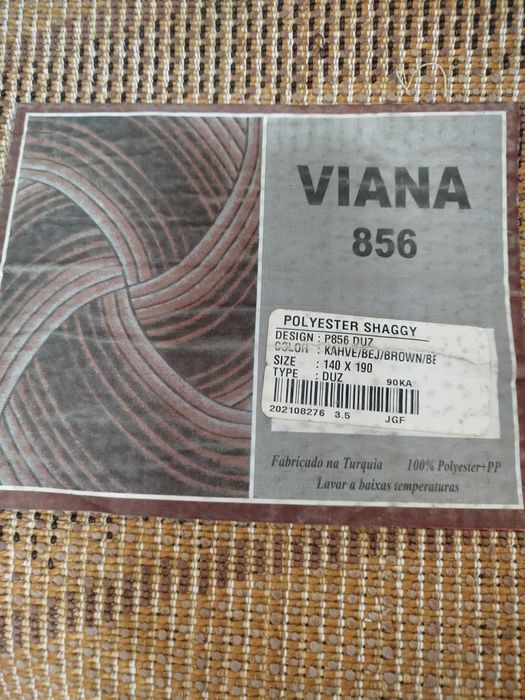 VIANA
856
POLYESTER SHAGGY
DESIGN : P856 DUZ
COLOR : KAHVE/BEJ/BROWN/BE
SIZE : 140 X 190
TYPE : DUZ
90KA
202108276 3.5 JGF
Fabricado na Turquia 100% Polyester+PP
Lavar a baixas temperaturas